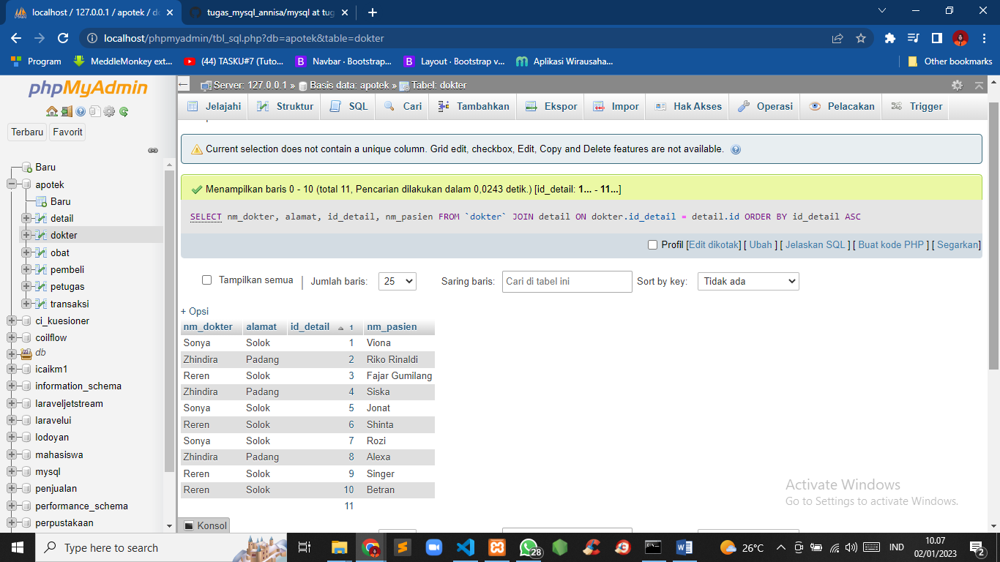 localhost / 127.0.0.1 / apotek / do
tugas_mysql_annisa/mysql at tug
localhost/phpmyadmin/tbl_sql.php?db=apotek&table=dokter
Program
MeddleMonkey ext...
(44) TASKU#7 (Tuto...
Navbar · Bootstrap...
Layout · Bootstrap v...
Aplikasi Wirausaha...
Other bookmarks
phpMyAdmin
Terbaru Favorit
Baru
apotek
Baru
detail
dokter
obat
pembeli
petugas
transaksi
ci_kuesioner
coilflow
db
icaikm1
information_schema
laraveljetstream
laravelui
lodoyan
mahasiswa
mysql
penjualan
performance_schema
perpustakaan
Server: 127.0.0.1 » Basis data: apotek » Tabel: dokter
Jelajahi Struktur SQL Cari Tambahkan Ekspor Impor Hak Akses Operasi Pelacakan Trigger
Current selection does not contain a unique column. Grid edit, checkbox, Edit, Copy and Delete features are not available.
Menampilkan baris 0 - 10 (total 11, Pencarian dilakukan dalam 0,0243 detik.) [id_detail: 1... - 11...]
SELECT nm_dokter, alamat, id_detail, nm_pasien FROM `dokter` JOIN detail ON dokter.id_detail = detail.id ORDER BY id_detail ASC
Profil [Edit dikotak] [ Ubah ] [ Jelaskan SQL ] [ Buat kode PHP ] [ Segarkan]
Tampilkan semua | Jumlah baris: 25 Saring baris: Cari di tabel ini Sort by key: Tidak ada
+ Opsi
nm_dokter alamat id_detail 1 nm_pasien
Sonya Solok 1 Viona
Zhindira Padang 2 Riko Rinaldi
Reren Solok 3 Fajar Gumilang
Zhindira Padang 4 Siska
Sonya Solok 5 Jonat
Reren Solok 6 Shinta
Sonya Solok 7 Rozi
Zhindira Padang 8 Alexa
Reren Solok 9 Singer
Reren Solok 10 Betran
11
Konsol
Activate Windows
Go to Settings to activate Windows.
Type here to search
28
26°C
IND
10.07
02/01/2023
2